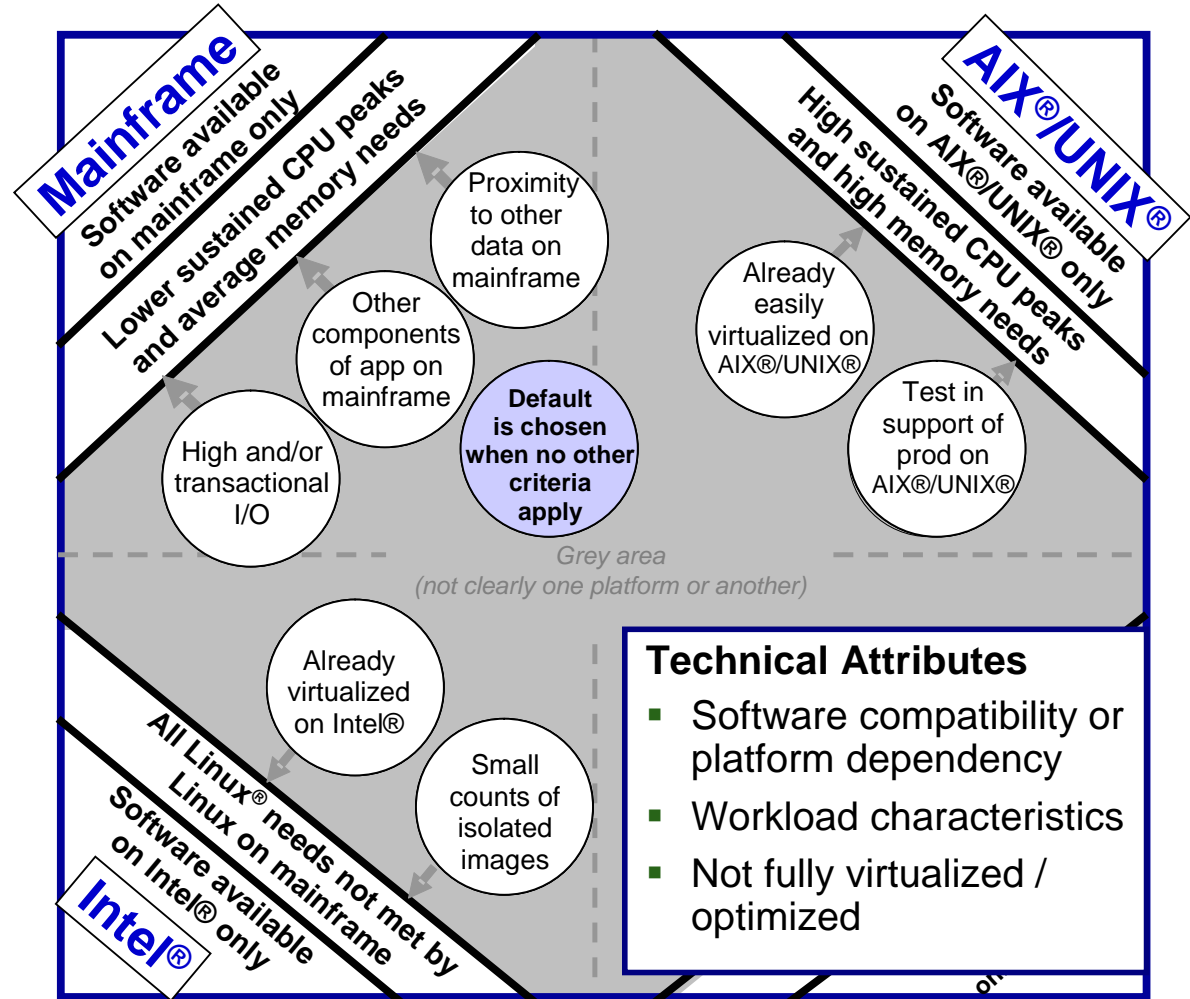 Mainframe
Software available
on mainframe only
Lower sustained CPU peaks
and average memory needs
AIX®/UNIX®
Software available
on AIX®/UNIX® only
High sustained CPU peaks
and high memory needs
Proximity
to other
data on
mainframe
Other
components
of app on
mainframe
High and/or
transactional
I/O
Default
is chosen
when no other
criteria
apply
Already
easily
virtualized on
AIX®/UNIX®
Test in
support of
prod on
AIX®/UNIX®
Grey area
(not clearly one platform or another)
Already
virtualized
on Intel®
Small
counts of
isolated
images
All Linux® needs not met by
Linux on mainframe
Software available
on Intel® only
Intel®
Technical Attributes
▪ Software compatibility or
platform dependency
▪ Workload characteristics
▪ Not fully virtualized /
optimized
on